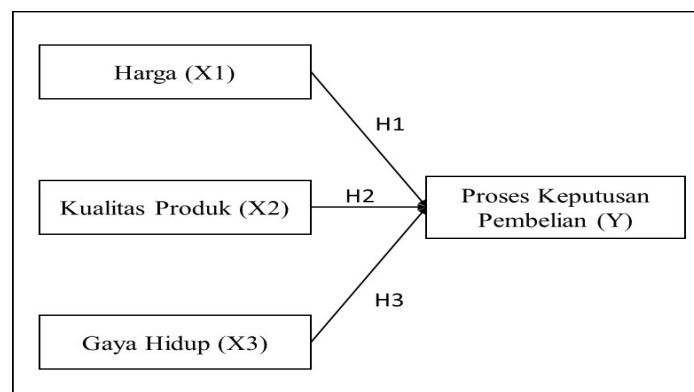 Harga (X1)
H1
Kualitas Produk (X2)
H2
Proses Keputusan
Pembelian (Y)
H3
Gaya Hidup (X3)